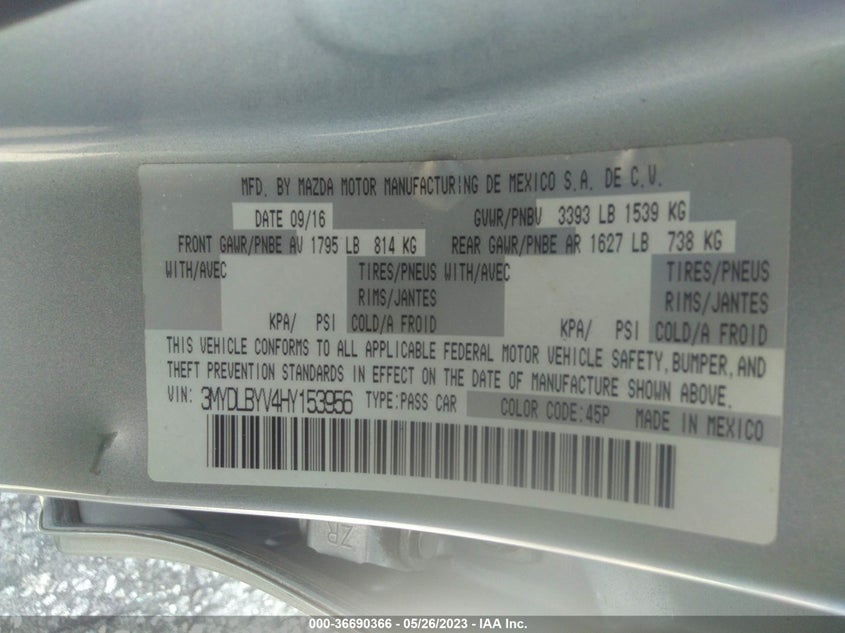 MFD. BY MAZDA MOTOR MANUFACTURING DE MEXICO S.A. DE C.V.
DATE 09/16 GVWR/PNBV 3393 LB 1539 KG
FRONT GAWR/PNBE AV 1795 LB 814 KG REAR GAWR/PNBE AR 1627 LB 738 KG
WITH/AVEC TIRES/PNEUS WITH/AVEC TIRES/PNEUS
RIMS/JANTES RIMS/JANTES
KPA/ PSI COLD/A FROID KPA/ PSI COLD/A FROID
THIS VEHICLE CONFORMS TO ALL APPLICABLE FEDERAL MOTOR VEHICLE SAFETY, BUMPER, AND
THEFT PREVENTION STANDARDS IN EFFECT ON THE DATE OF MANUFACTURE SHOWN ABOVE.
VIN: 3MYDLBYV4HY153956 TYPE:PASS CAR COLOR CODE:45P MADE IN MEXICO
ZR
000-36690366 - 05/26/2023 - IAA Inc.